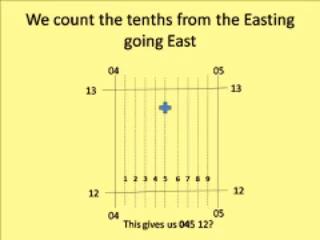 We count the tenths from the Easting
going East
04 05
13 13
1 2 3 4 5 6 7 8 9
12 12
04 05
This gives us 045 12?